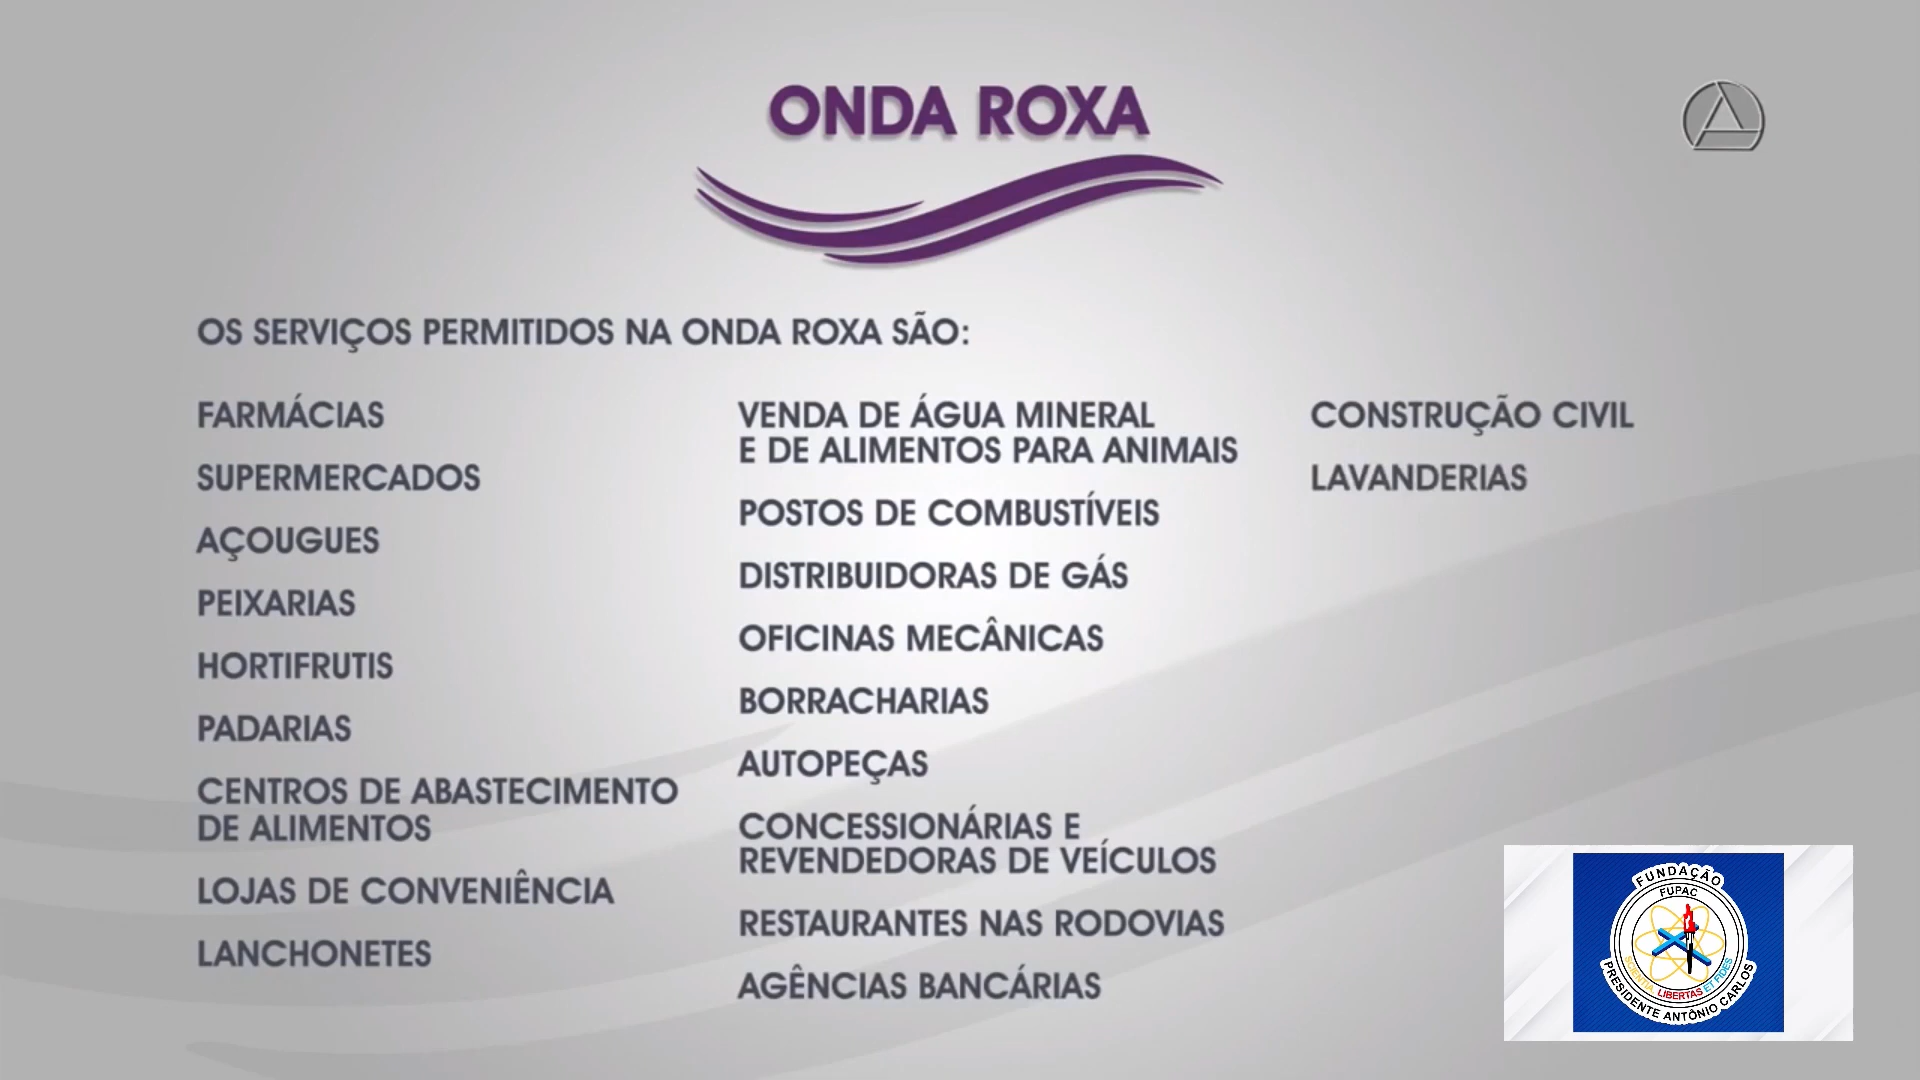 ONDA ROXA
OS SERVIÇOS PERMITIDOS NA ONDA ROXA SÃO:
FARMÁCIAS
SUPERMERCADOS
AÇOUGUES
PEIXARIAS
HORTIFRUTIS
PADARIAS
CENTROS DE ABASTECIMENTO
DE ALIMENTOS
LOJAS DE CONVENIÊNCIA
LANCHONETES
VENDA DE ÁGUA MINERAL
E DE ALIMENTOS PARA ANIMAIS
POSTOS DE COMBUSTÍVEIS
DISTRIBUIDORAS DE GÁS
OFICINAS MECÂNICAS
BORRACHARIAS
AUTOPEÇAS
CONCESSIONÁRIAS E
REVENDEDORAS DE VEÍCULOS
RESTAURANTES NAS RODOVIAS
AGÊNCIAS BANCÁRIAS
CONSTRUÇÃO CIVIL
LAVANDERIAS
FUNDAÇÃO
FUPAC
SCIENTIA LIBERTAS ET FIDES
PRESIDENTE ANTÔNIO CARLOS